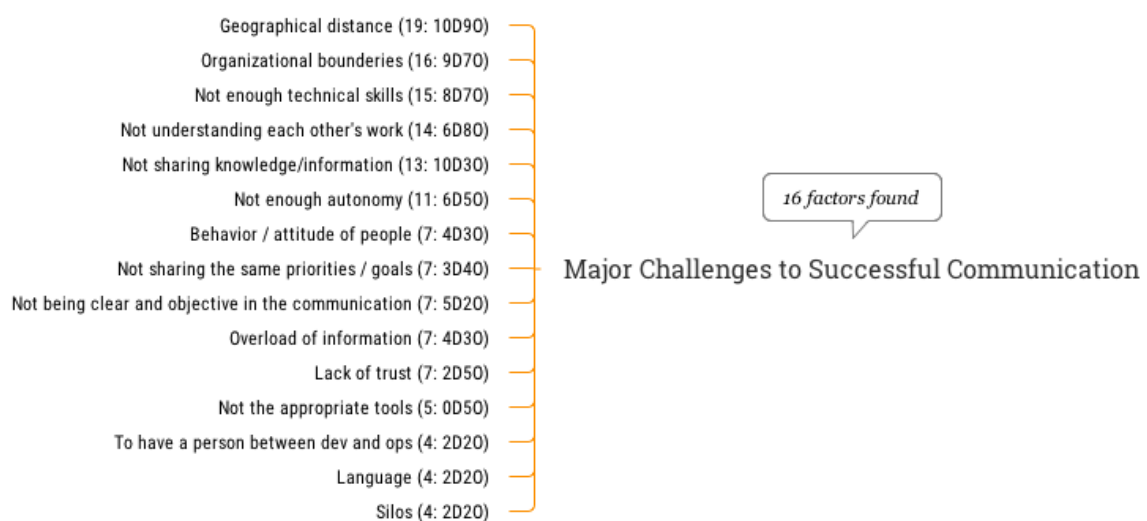 Geographical distance (19: 10D9O)
Organizational bounderies (16: 9D7O)
Not enough technical skills (15: 8D7O)
Not understanding each other's work (14: 6D8O)
Not sharing knowledge/information (13: 10D3O)
Not enough autonomy (11: 6D5O)
Behavior / attitude of people (7: 4D3O)
Not sharing the same priorities / goals (7: 3D4O)
Not being clear and objective in the communication (7: 5D2O)
Overload of information (7: 4D3O)
Lack of trust (7: 2D5O)
Not the appropriate tools (5: 0D5O)
To have a person between dev and ops (4: 2D2O)
Language (4: 2D2O)
Silos (4: 2D2O)
16 factors found
Major Challenges to Successful Communication